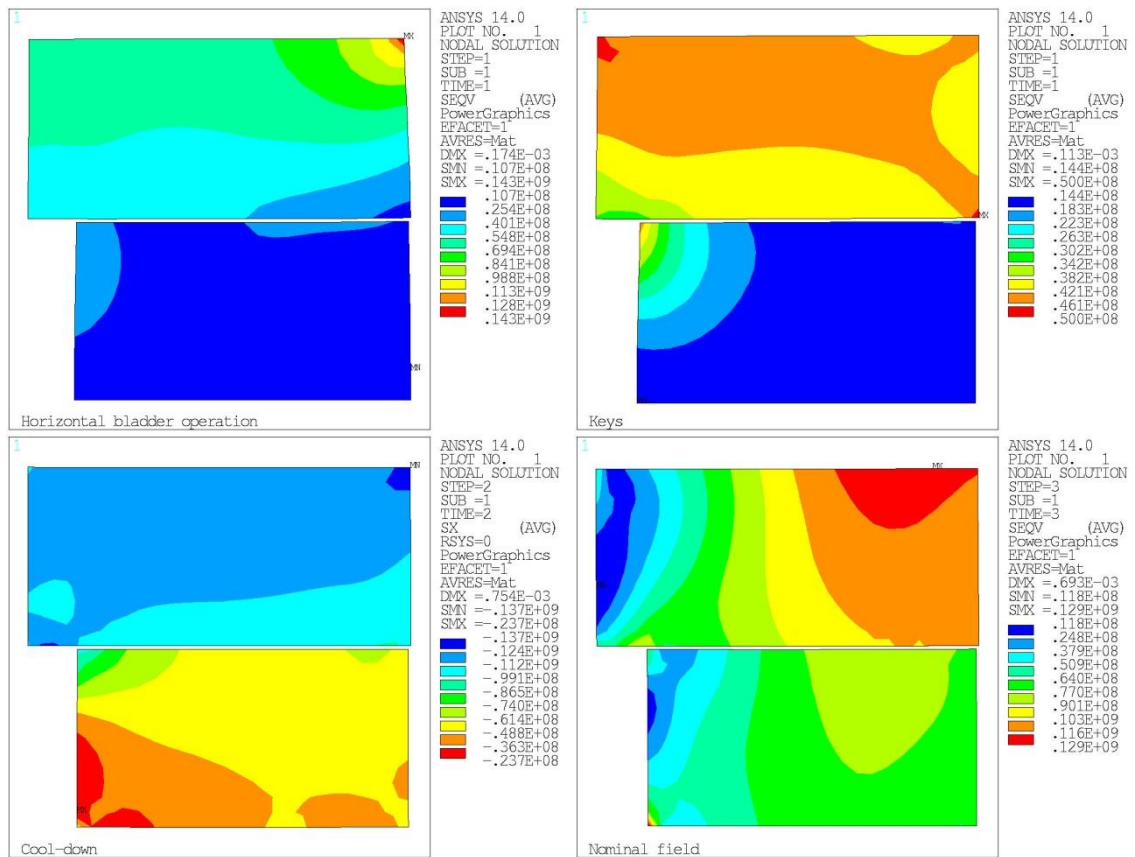 1
MX
MN
Horizontal bladder operation
ANSYS 14.0
PLOT NO. 1
NODAL SOLUTION
STEP=1
SUB =1
TIME=1
SEQV (AVG)
PowerGraphics
EFACET=1
AVRES=Mat
DMX =.174E-03
SMN =.107E+08
SMX =.143E+09
.107E+08
.254E+08
.401E+08
.548E+08
.694E+08
.841E+08
.988E+08
.113E+09
.128E+09
.143E+09
1
MX
Keys
ANSYS 14.0
PLOT NO. 1
NODAL SOLUTION
STEP=1
SUB =1
TIME=1
SEQV (AVG)
PowerGraphics
EFACET=1
AVRES=Mat
DMX =.113E-03
SMN =.144E+08
SMX =.500E+08
.144E+08
.183E+08
.223E+08
.263E+08
.302E+08
.342E+08
.382E+08
.421E+08
.461E+08
.500E+08
1
MN
MX
Cool-down
ANSYS 14.0
PLOT NO. 1
NODAL SOLUTION
STEP=2
SUB =1
TIME=2
SX (AVG)
RSYS=0
PowerGraphics
EFACET=1
AVRES=Mat
DMX =.754E-03
SMN =-.137E+09
SMX =-.237E+08
-.137E+09
-.124E+09
-.112E+09
-.991E+08
-.865E+08
-.740E+08
-.614E+08
-.488E+08
-.363E+08
-.237E+08
1
MX
Nominal field
ANSYS 14.0
PLOT NO. 1
NODAL SOLUTION
STEP=3
SUB =1
TIME=3
SEQV (AVG)
PowerGraphics
EFACET=1
AVRES=Mat
DMX =.693E-03
SMN =.118E+08
SMX =.129E+09
.118E+08
.248E+08
.379E+08
.509E+08
.640E+08
.770E+08
.901E+08
.103E+09
.116E+09
.129E+09